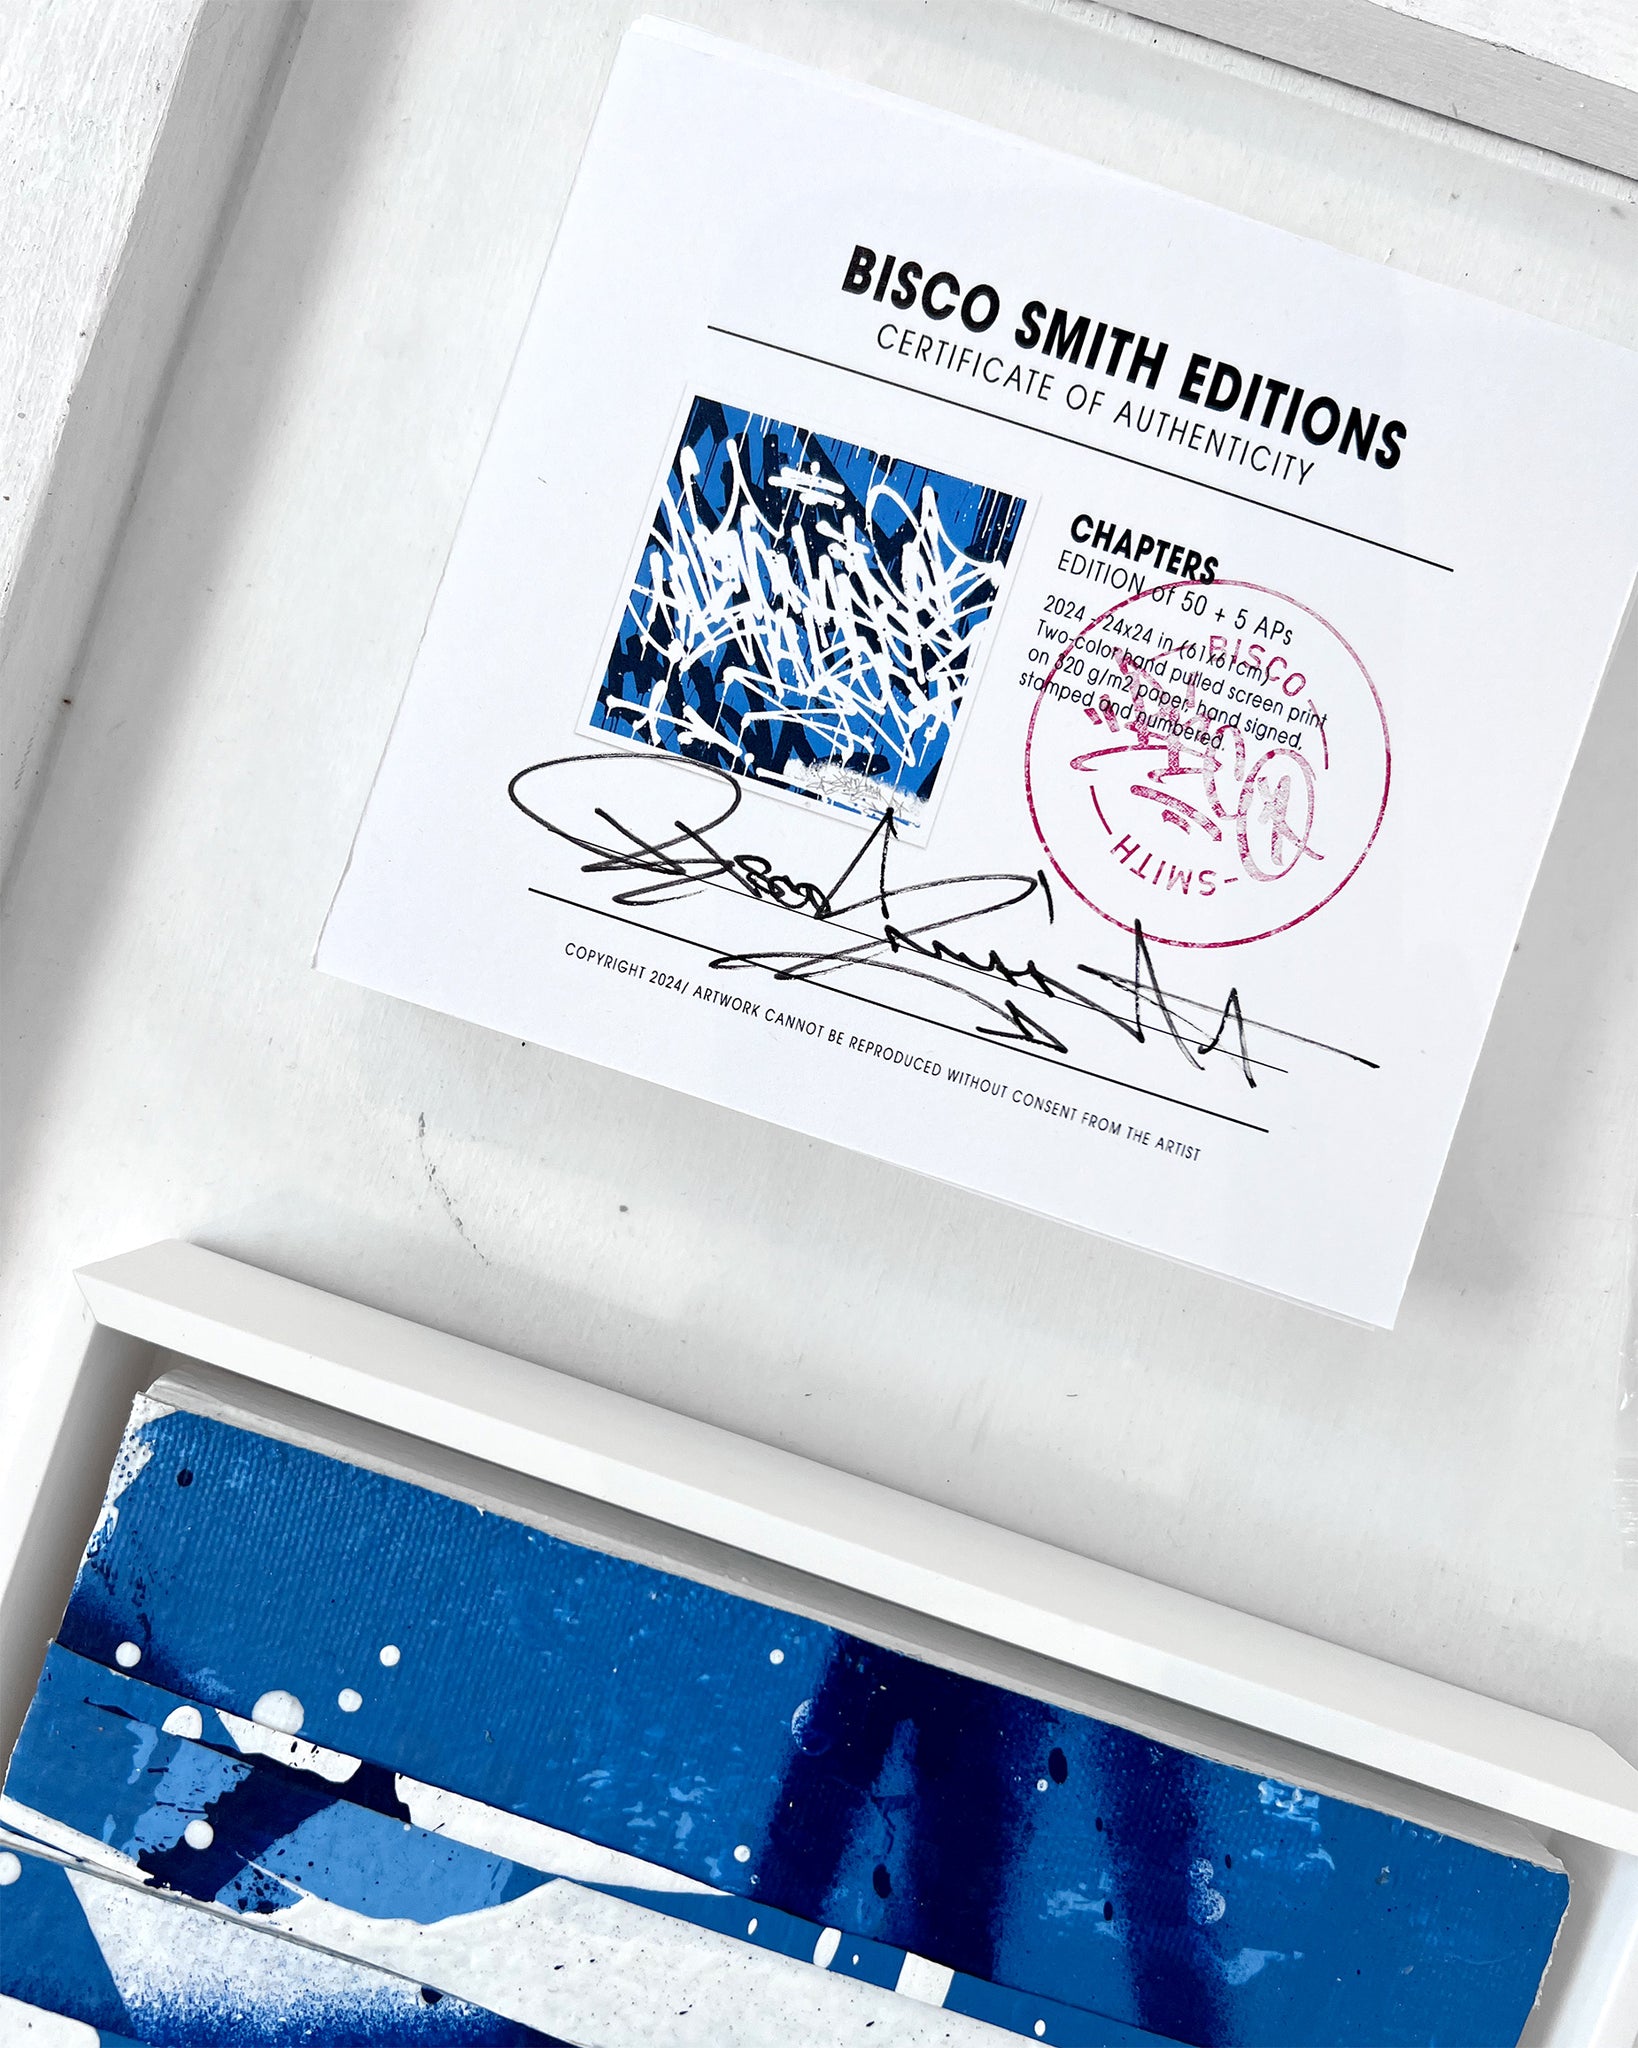 BISCO SMITH EDITIONS
CERTIFICATE OF AUTHENTICITY
CHAPTERS
EDITION of 50 + 5 APs
2024 - 24x24 in (61x61cm)
Two-color hand pulled screen print
on 320 g/m2 paper, hand signed,
stamped and numbered.
BISCO
SMITH
Bisco Smith
COPYRIGHT 2024/ ARTWORK CANNOT BE REPRODUCED WITHOUT CONSENT FROM THE ARTIST